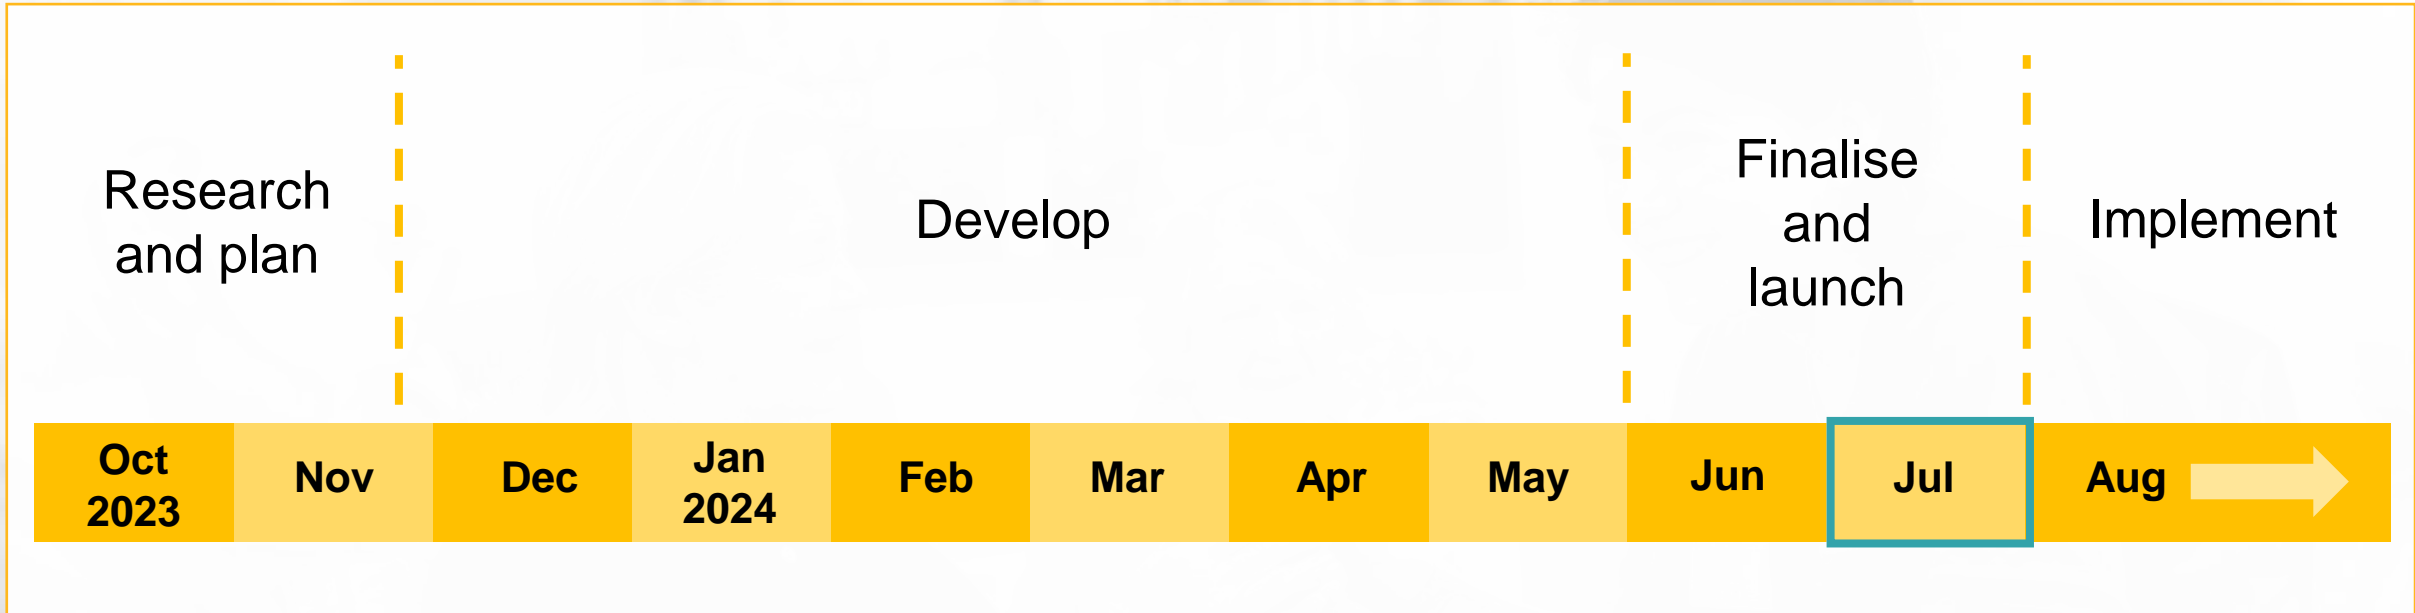 Research
and plan
Develop
Finalise
and
launch
Implement
Oct
2023
Nov
Dec
Jan
2024
Feb
Mar
Apr
May
Jun
Jul
Aug